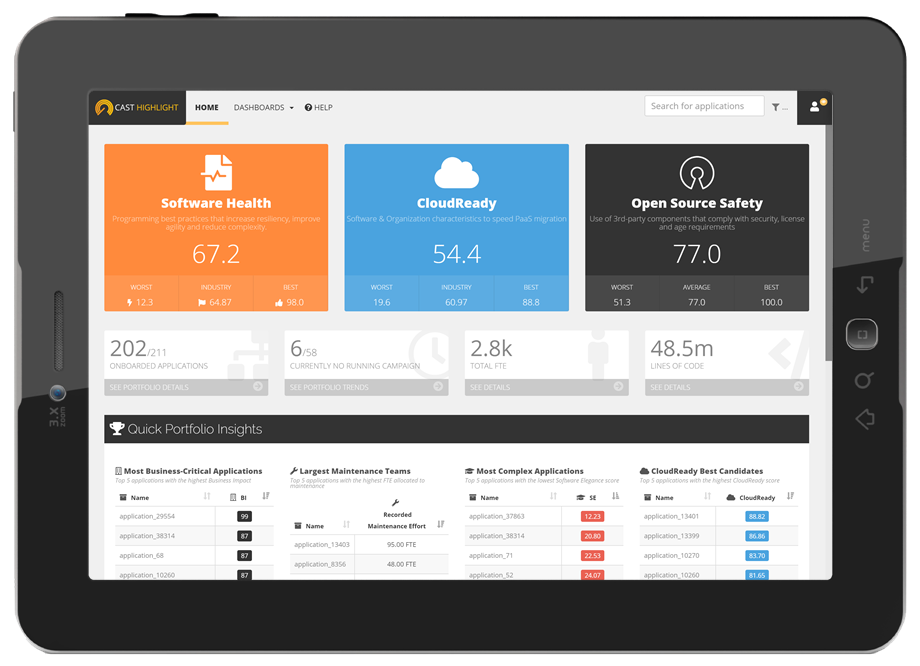 CAST HIGHLIGHT
HOME
DASHBOARDS
HELP
Search for applications
...
Software Health
Programming best practices that increase resiliency, improve
agility and reduce complexity.
67.2
WORST INDUSTRY BEST
12.3 64.87 98.0
CloudReady
Software & Organization characteristics to speed PaaS migration
54.4
WORST INDUSTRY BEST
19.6 60.97 88.8
Open Source Safety
Use of 3rd-party components that comply with security, license
and age requirements
77.0
WORST AVERAGE BEST
51.3 77.0 100.0
202/211
ONBOARDED APPLICATIONS
SEE PORTFOLIO DETAILS
6/58
CURRENTLY NO RUNNING CAMPAIGN
SEE PORTFOLIO TRENDS
2.8k
TOTAL FTE
SEE DETAILS
48.5m
LINES OF CODE
SEE DETAILS
Quick Portfolio Insights
Most Business-Critical Applications
Top 5 applications with the highest Business Impact
Name BI
application_29554 99
application_38314 87
application_68 87
application_10260 87
Largest Maintenance Teams
Top 5 applications with the highest FTE allocated to
maintenance
Name Recorded
Maintenance Effort
application_13403 95.00 FTE
application_8356 48.00 FTE
Most Complex Applications
Top 5 applications with the lowest Software Elegance score
Name SE
application_37863 12.23
application_38314 20.80
application_71 22.53
application_52 24.07
CloudReady Best Candidates
Top 5 applications with the highest CloudReady score
Name CloudReady
application_13401 88.82
application_13399 86.86
application_10270 83.70
application_10260 81.65
menu
3.X
zoom